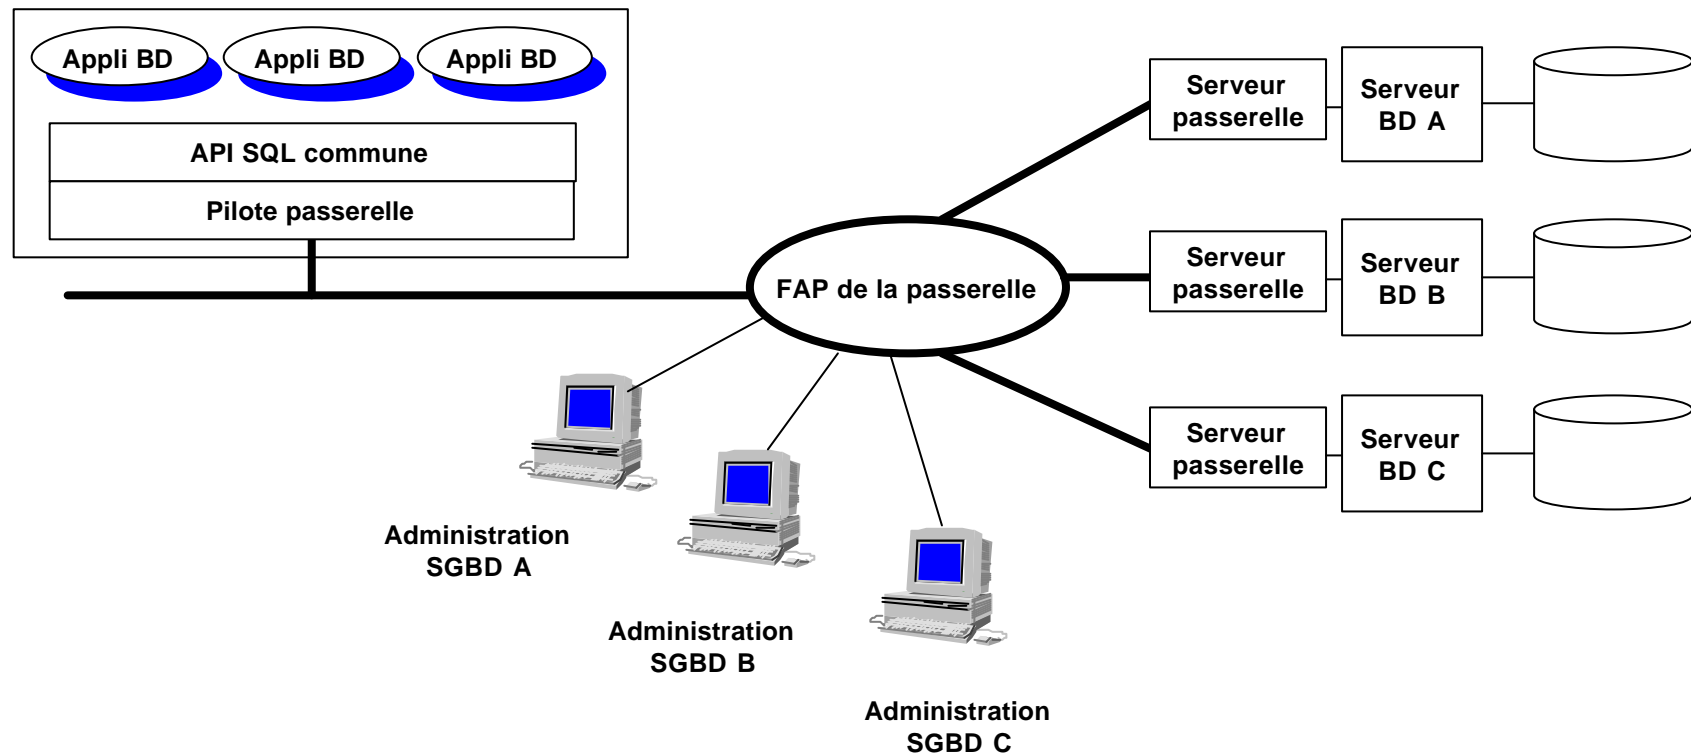 Appli BD
Appli BD
Appli BD
API SQL commune
Pilote passerelle
FAP de la passerelle
Serveur
passerelle
Serveur
BD A
Serveur
passerelle
Serveur
BD B
Serveur
passerelle
Serveur
BD C
Administration
SGBD A
Administration
SGBD B
Administration
SGBD C